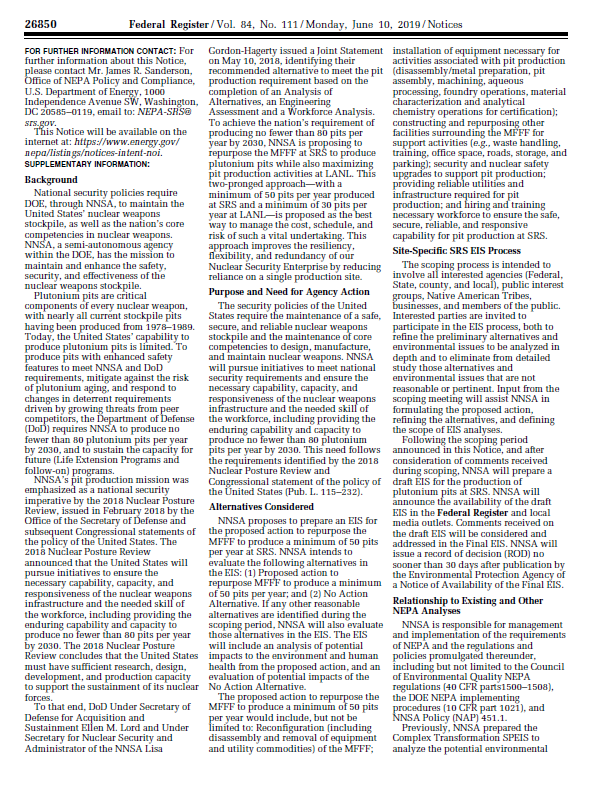 26850
Federal Register / Vol. 84, No. 111 / Monday, June 10, 2019 / Notices
FOR FURTHER INFORMATION CONTACT: For
further information about this Notice,
please contact Mr. James R. Sanderson,
Office of NEPA Policy and Compliance,
U.S. Department of Energy, 1000
Independence Avenue SW, Washington,
DC 20585–0119, email to: NEPA-SRS@
srs.gov.
This Notice will be available on the
internet at: https://www.energy.gov/
nepa/listings/notices-intent-noi.
SUPPLEMENTARY INFORMATION:
Background
National security policies require
DOE, through NNSA, to maintain the
United States' nuclear weapons
stockpile, as well as the nation's core
competencies in nuclear weapons.
NNSA, a semi-autonomous agency
within the DOE, has the mission to
maintain and enhance the safety,
security, and effectiveness of the
nuclear weapons stockpile.
Plutonium pits are critical
components of every nuclear weapon,
with nearly all current stockpile pits
having been produced from 1978–1989.
Today, the United States' capability to
produce plutonium pits is limited. To
produce pits with enhanced safety
features to meet NNSA and DoD
requirements, mitigate against the risk
of plutonium aging, and respond to
changes in deterrent requirements
driven by growing threats from peer
competitors, the Department of Defense
(DoD) requires NNSA to produce no
fewer than 80 plutonium pits per year
by 2030, and to sustain the capacity for
future (Life Extension Programs and
follow-on) programs.
NNSA's pit production mission was
emphasized as a national security
imperative by the 2018 Nuclear Posture
Review, issued in February 2018 by the
Office of the Secretary of Defense and
subsequent Congressional statements of
the policy of the United States. The
2018 Nuclear Posture Review
announced that the United States will
pursue initiatives to ensure the
necessary capability, capacity, and
responsiveness of the nuclear weapons
infrastructure and the needed skill of
the workforce, including providing the
enduring capability and capacity to
produce no fewer than 80 pits per year
by 2030. The 2018 Nuclear Posture
Review concludes that the United States
must have sufficient research, design,
development, and production capacity
to support the sustainment of its nuclear
forces.
To that end, DoD Under Secretary of
Defense for Acquisition and
Sustainment Ellen M. Lord and Under
Secretary for Nuclear Security and
Administrator of the NNSA Lisa
Gordon-Hagerty issued a Joint Statement
on May 10, 2018, identifying their
recommended alternative to meet the pit
production requirement based on the
completion of an Analysis of
Alternatives, an Engineering
Assessment and a Workforce Analysis.
To achieve the nation's requirement of
producing no fewer than 80 pits per
year by 2030, NNSA is proposing to
repurpose the MFFF at SRS to produce
plutonium pits while also maximizing
pit production activities at LANL. This
two-pronged approach—with a
minimum of 50 pits per year produced
at SRS and a minimum of 30 pits per
year at LANL—is proposed as the best
way to manage the cost, schedule, and
risk of such a vital undertaking. This
approach improves the resiliency,
flexibility, and redundancy of our
Nuclear Security Enterprise by reducing
reliance on a single production site.
Purpose and Need for Agency Action
The security policies of the United
States require the maintenance of a safe,
secure, and reliable nuclear weapons
stockpile and the maintenance of core
competencies to design, manufacture,
and maintain nuclear weapons. NNSA
will pursue initiatives to meet national
security requirements and ensure the
necessary capability, capacity, and
responsiveness of the nuclear weapons
infrastructure and the needed skill of
the workforce, including providing the
enduring capability and capacity to
produce no fewer than 80 plutonium
pits per year by 2030. This need follows
the requirements identified by the 2018
Nuclear Posture Review and
Congressional statement of the policy of
the United States (Pub. L. 115–232).
Alternatives Considered
NNSA proposes to prepare an EIS for
the proposed action to repurpose the
MFFF to produce a minimum of 50 pits
per year at SRS. NNSA intends to
evaluate the following alternatives in
the EIS: (1) Proposed action to
repurpose MFFF to produce a minimum
of 50 pits per year; and (2) No Action
Alternative. If any other reasonable
alternatives are identified during the
scoping period, NNSA will also evaluate
those alternatives in the EIS. The EIS
will include an analysis of potential
impacts to the environment and human
health from the proposed action, and an
evaluation of potential impacts of the
No Action Alternative.
The proposed action to repurpose the
MFFF to produce a minimum of 50 pits
per year would include, but not be
limited to: Reconfiguration (including
disassembly and removal of equipment
and utility commodities) of the MFFF;
installation of equipment necessary for
activities associated with pit production
(disassembly/metal preparation, pit
assembly, machining, aqueous
processing, foundry operations, material
characterization and analytical
chemistry operations for certification);
constructing and repurposing other
facilities surrounding the MFFF for
support activities (e.g., waste handling,
training, office space, roads, storage, and
parking); security and nuclear safety
upgrades to support pit production;
providing reliable utilities and
infrastructure required for pit
production; and hiring and training
necessary workforce to ensure the safe,
secure, reliable, and responsive
capability for pit production at SRS.
Site-Specific SRS EIS Process
The scoping process is intended to
involve all interested agencies (Federal,
State, county, and local), public interest
groups, Native American Tribes,
businesses, and members of the public.
Interested parties are invited to
participate in the EIS process, both to
refine the preliminary alternatives and
environmental issues to be analyzed in
depth and to eliminate from detailed
study those alternatives and
environmental issues that are not
reasonable or pertinent. Input from the
scoping meeting will assist NNSA in
formulating the proposed action,
refining the alternatives, and defining
the scope of EIS analyses.
Following the scoping period
announced in this Notice, and after
consideration of comments received
during scoping, NNSA will prepare a
draft EIS for the production of
plutonium pits at SRS. NNSA will
announce the availability of the draft
EIS in the Federal Register and local
media outlets. Comments received on
the draft EIS will be considered and
addressed in the Final EIS. NNSA will
issue a record of decision (ROD) no
sooner than 30 days after publication by
the Environmental Protection Agency of
a Notice of Availability of the Final EIS.
Relationship to Existing and Other
NEPA Analyses
NNSA is responsible for management
and implementation of the requirements
of NEPA and the regulations and
policies promulgated thereunder,
including but not limited to the Council
of Environmental Quality NEPA
regulations (40 CFR parts1500–1508),
the DOE NEPA implementing
procedures (10 CFR part 1021), and
NNSA Policy (NAP) 451.1.
Previously, NNSA prepared the
Complex Transformation SPEIS to
analyze the potential environmental